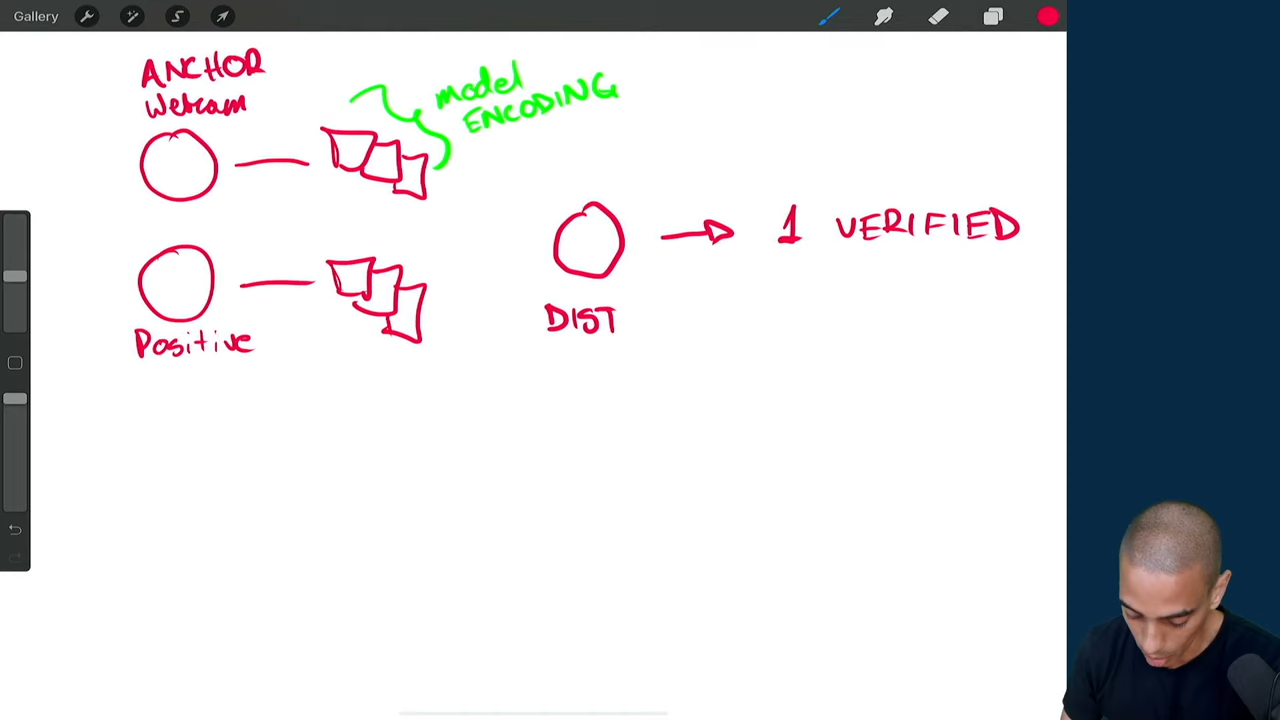 Gallery
ANCHOR
Webcam
model
ENCODING
1 VERIFIED
DIST
Positive